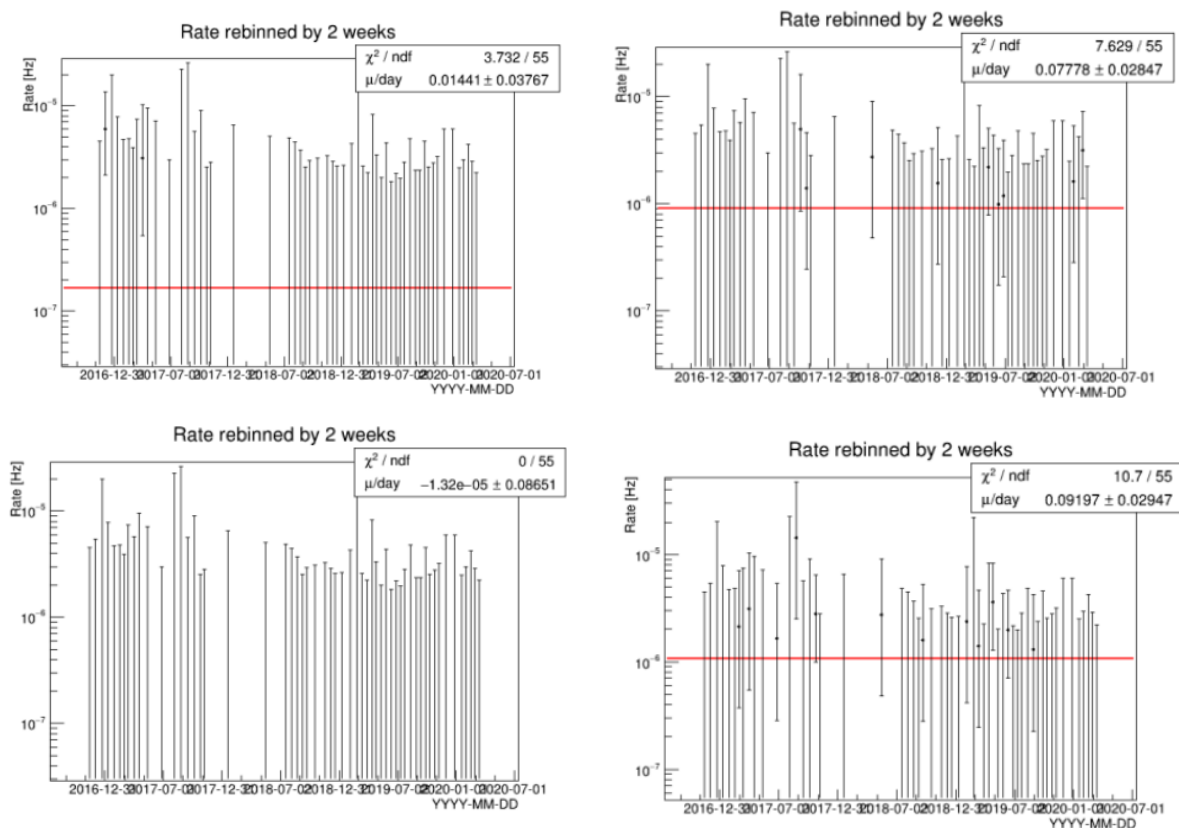 Rate rebinned by 2 weeks
χ² / ndf 3.732 / 55
μ/day 0.01441 ± 0.03767
Rate [Hz]
10⁻⁵
10⁻⁶
10⁻⁷
2016-12-31 2017-07-02 2017-12-31 2018-07-02 2018-12-31 2019-07-02 2020-01-01 2020-07-01
YYYY-MM-DD
Rate rebinned by 2 weeks
χ² / ndf 7.629 / 55
μ/day 0.07778 ± 0.02847
Rate [Hz]
10⁻⁵
10⁻⁶
10⁻⁷
2016-12-31 2017-07-02 2017-12-31 2018-07-02 2018-12-31 2019-07-02 2020-01-01 2020-07-01
YYYY-MM-DD
Rate rebinned by 2 weeks
χ² / ndf 0 / 55
μ/day −1.32e−05 ± 0.08651
Rate [Hz]
10⁻⁵
10⁻⁶
10⁻⁷
2016-12-31 2017-07-02 2017-12-31 2018-07-02 2018-12-31 2019-07-02 2020-01-01 2020-07-01
YYYY-MM-DD
Rate rebinned by 2 weeks
χ² / ndf 10.7 / 55
μ/day 0.09197 ± 0.02947
Rate [Hz]
10⁻⁵
10⁻⁶
10⁻⁷
2016-12-31 2017-07-02 2017-12-31 2018-07-02 2018-12-31 2019-07-02 2020-01-01 2020-07-01
YYYY-MM-DD